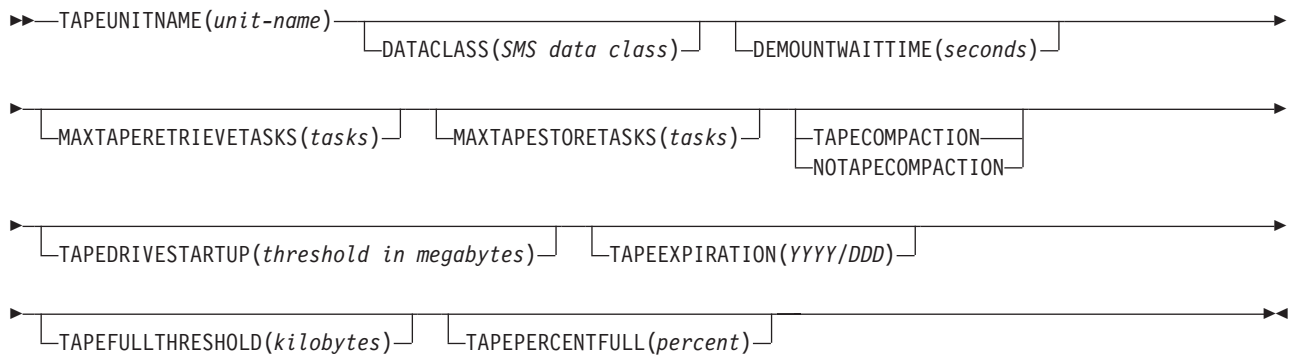 TAPEUNITNAME(unit-name)
DATACLASS(SMS data class) DEMOUNTWAITTIME(seconds)
MAXTAPERETRIEVETASKS(tasks) MAXTAPESTORETASKS(tasks) TAPECOMPACTION
NOTAPECOMPACTION
TAPEDRIVESTARTUP(threshold in megabytes) TAPEEXPIRATION(YYYY/DDD)
TAPEFULLTHRESHOLD(kilobytes) TAPEPERCENTFULL(percent)